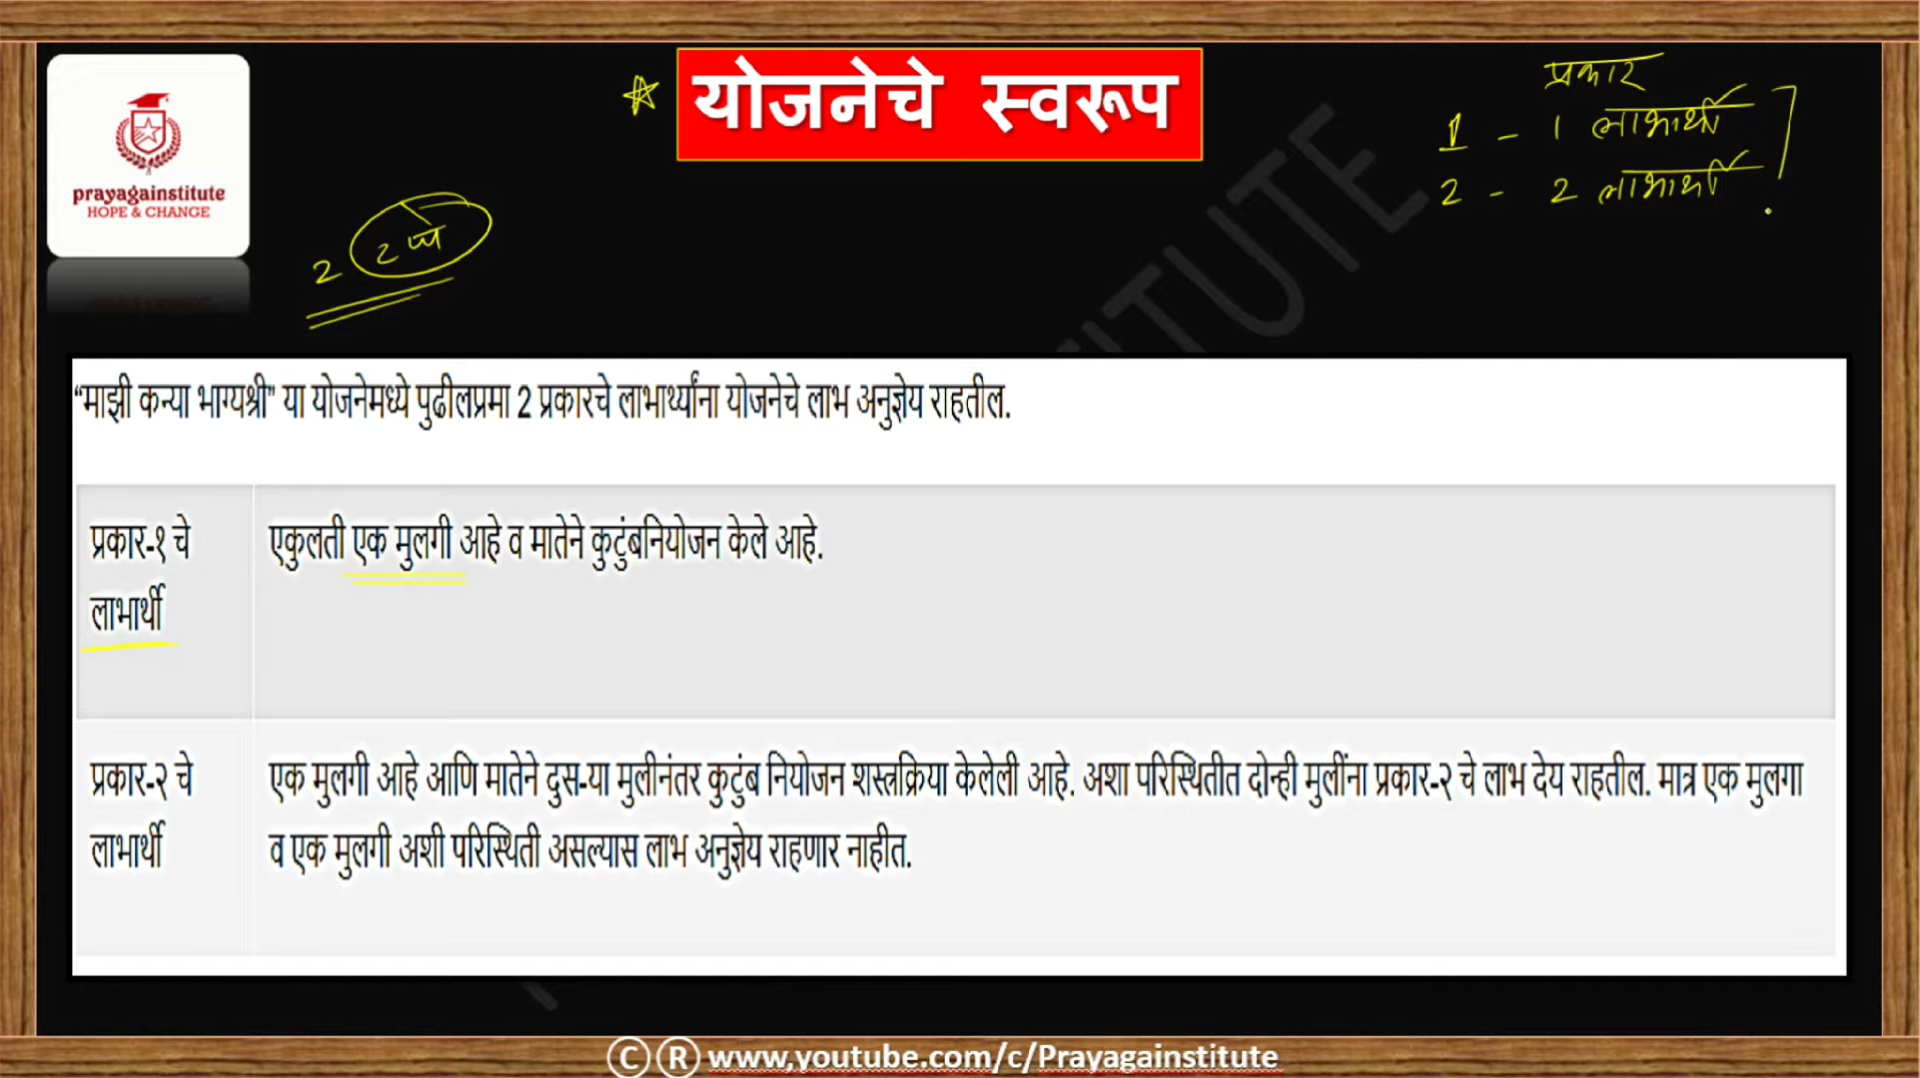 prayagainstitute
HOPE & CHANGE
योजनेचे स्वरूप
प्रकार
1 - 1 लाभार्थी
2 - 2 लाभार्थी
2
“माझी कन्या भाग्यश्री” या योजनेमध्ये पुढीलप्रमा 2 प्रकारचे लाभार्थ्यांना योजनेचे लाभ अनुज्ञेय राहतील.
प्रकार-१ चे
लाभार्थी
एकुलती एक मुलगी आहे व मातेने कुटुंबनियोजन केले आहे.
प्रकार-२ चे
लाभार्थी
एक मुलगी आहे आणि मातेने दुस-या मुलीनंतर कुटुंब नियोजन शस्त्रक्रिया केलेली आहे. अशा परिस्थितीत दोन्ही मुलींना प्रकार-२ चे लाभ देय राहतील. मात्र एक मुलगा
व एक मुलगी अशी परिस्थिती असल्यास लाभ अनुज्ञेय राहणार नाहीत.
Ⓒ Ⓡ www,youtube.com/c/Prayagainstitute